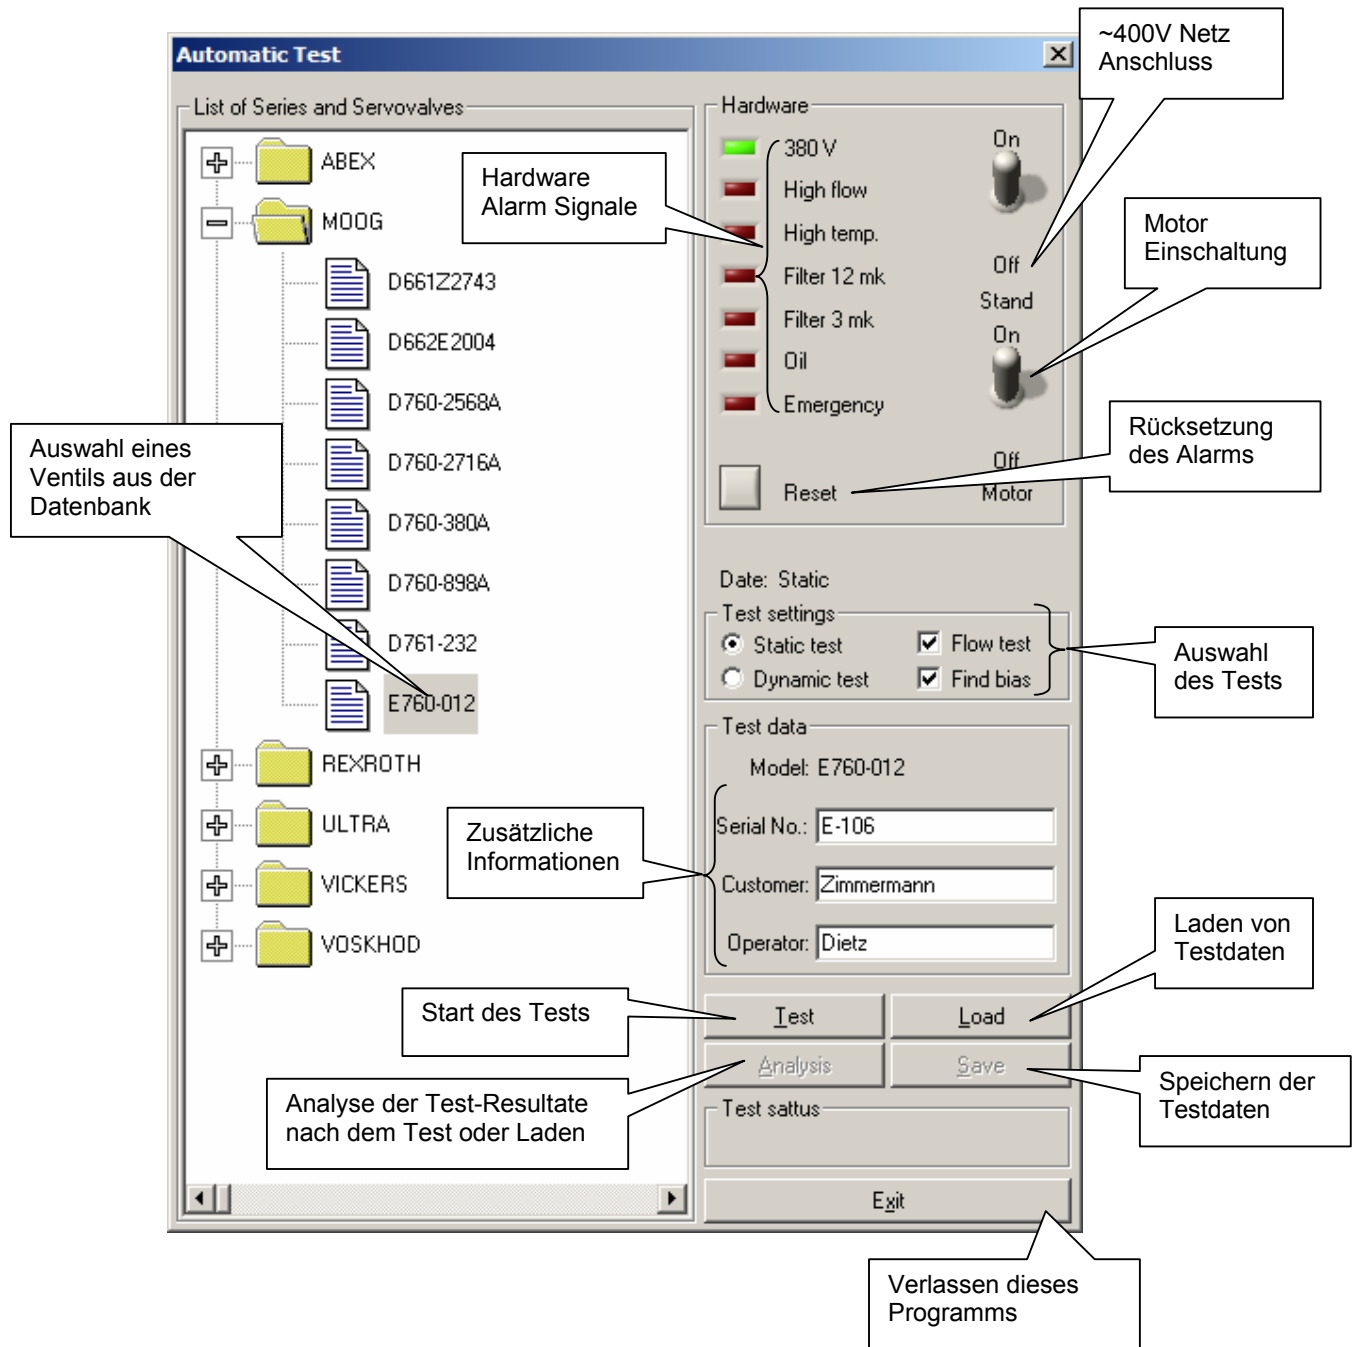 ~400V Netz
Anschluss
Automatic Test
List of Series and Servovalves
ABEX
MOOG
D661Z2743
D662E2004
D760-2568A
D760-2716A
D760-380A
D760-898A
D761-232
E760-012
REXROTH
ULTRA
VICKERS
VOSKHOD
Hardware
Alarm Signale
Auswahl eines
Ventils aus der
Datenbank
Hardware
380 V
High flow
High temp.
Filter 12 mk
Filter 3 mk
Oil
Emergency
Reset
On
Off
Stand
On
Off
Motor
Motor
Einschaltung
Rücksetzung
des Alarms
Date: Static
Test settings
Static test
Flow test
Dynamic test
Find bias
Auswahl
des Tests
Test data
Model: E760-012
Serial No.: E-106
Customer: Zimmermann
Operator: Dietz
Zusätzliche
Informationen
Laden von
Testdaten
Start des Tests
Test
Load
Analysis
Save
Analyse der Test-Resultate
nach dem Test oder Laden
Speichern der
Testdaten
Test sattus
Exit
Verlassen dieses
Programms